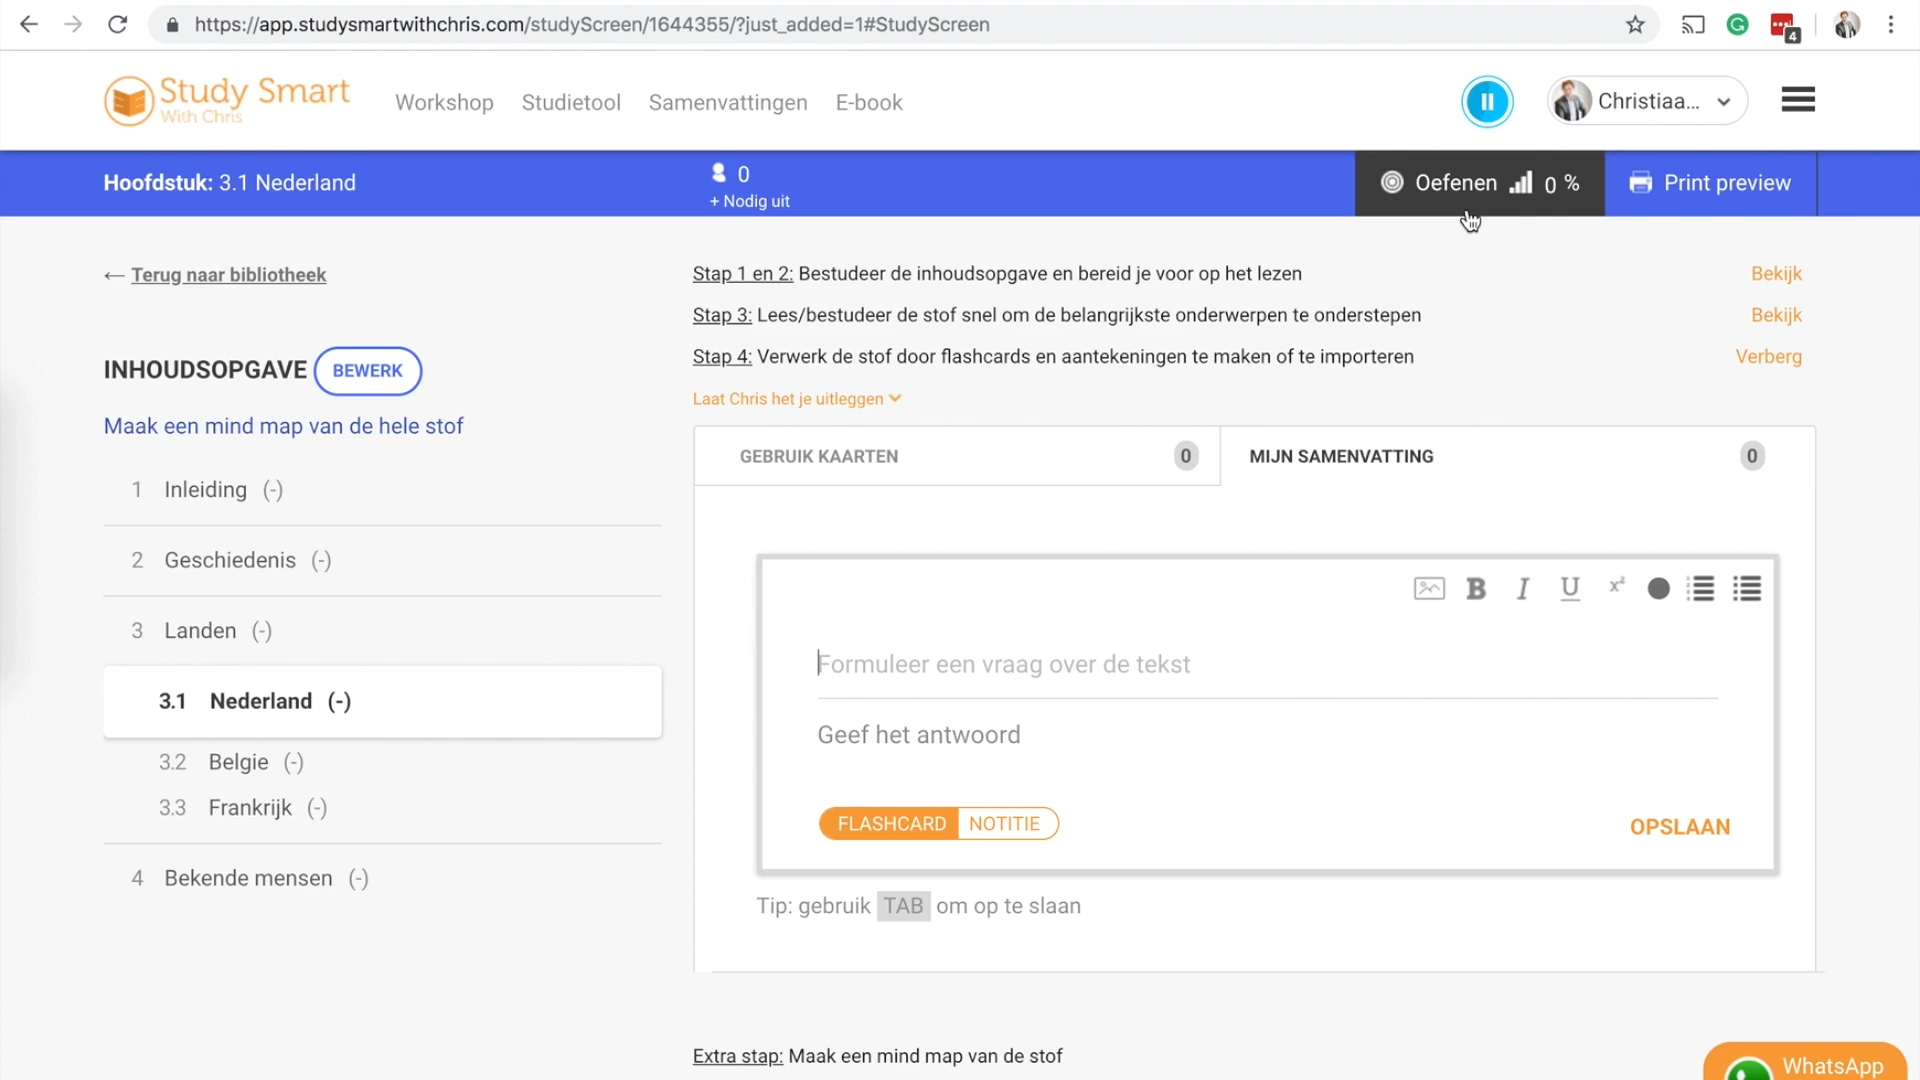 https://app.studysmartwithchris.com/studyScreen/1644355/?just_added=1#StudyScreen
4
Study Smart
With Chris
Workshop Studietool Samenvattingen E-book
Christiaa...
Hoofdstuk: 3.1 Nederland
0
+ Nodig uit
Oefenen 0 %
Print preview
← Terug naar bibliotheek
INHOUDSOPGAVE BEWERK
Maak een mind map van de hele stof
1 Inleiding (-)
2 Geschiedenis (-)
3 Landen (-)
3.1 Nederland (-)
3.2 Belgie (-)
3.3 Frankrijk (-)
4 Bekende mensen (-)
Stap 1 en 2: Bestudeer de inhoudsopgave en bereid je voor op het lezen Bekijk
Stap 3: Lees/bestudeer de stof snel om de belangrijkste onderwerpen te onderstepen Bekijk
Stap 4: Verwerk de stof door flashcards en aantekeningen te maken of te importeren Verberg
Laat Chris het je uitleggen
GEBRUIK KAARTEN 0 MIJN SAMENVATTING 0
B I U x²
Formuleer een vraag over de tekst
Geef het antwoord
FLASHCARD NOTITIE OPSLAAN
Tip: gebruik TAB om op te slaan
Extra stap: Maak een mind map van de stof
WhatsApp